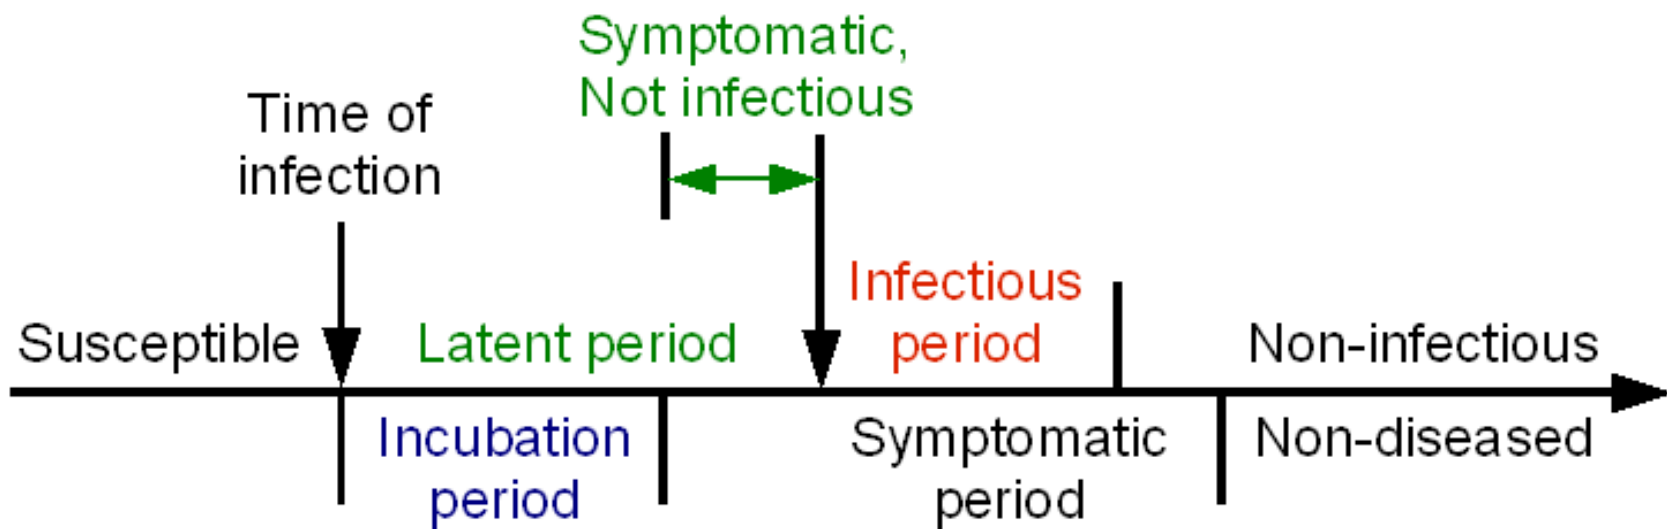 Symptomatic,
Not infectious
Time of
infection
Susceptible
Latent period
Infectious
period
Non-infectious
Incubation
period
Symptomatic
period
Non-diseased